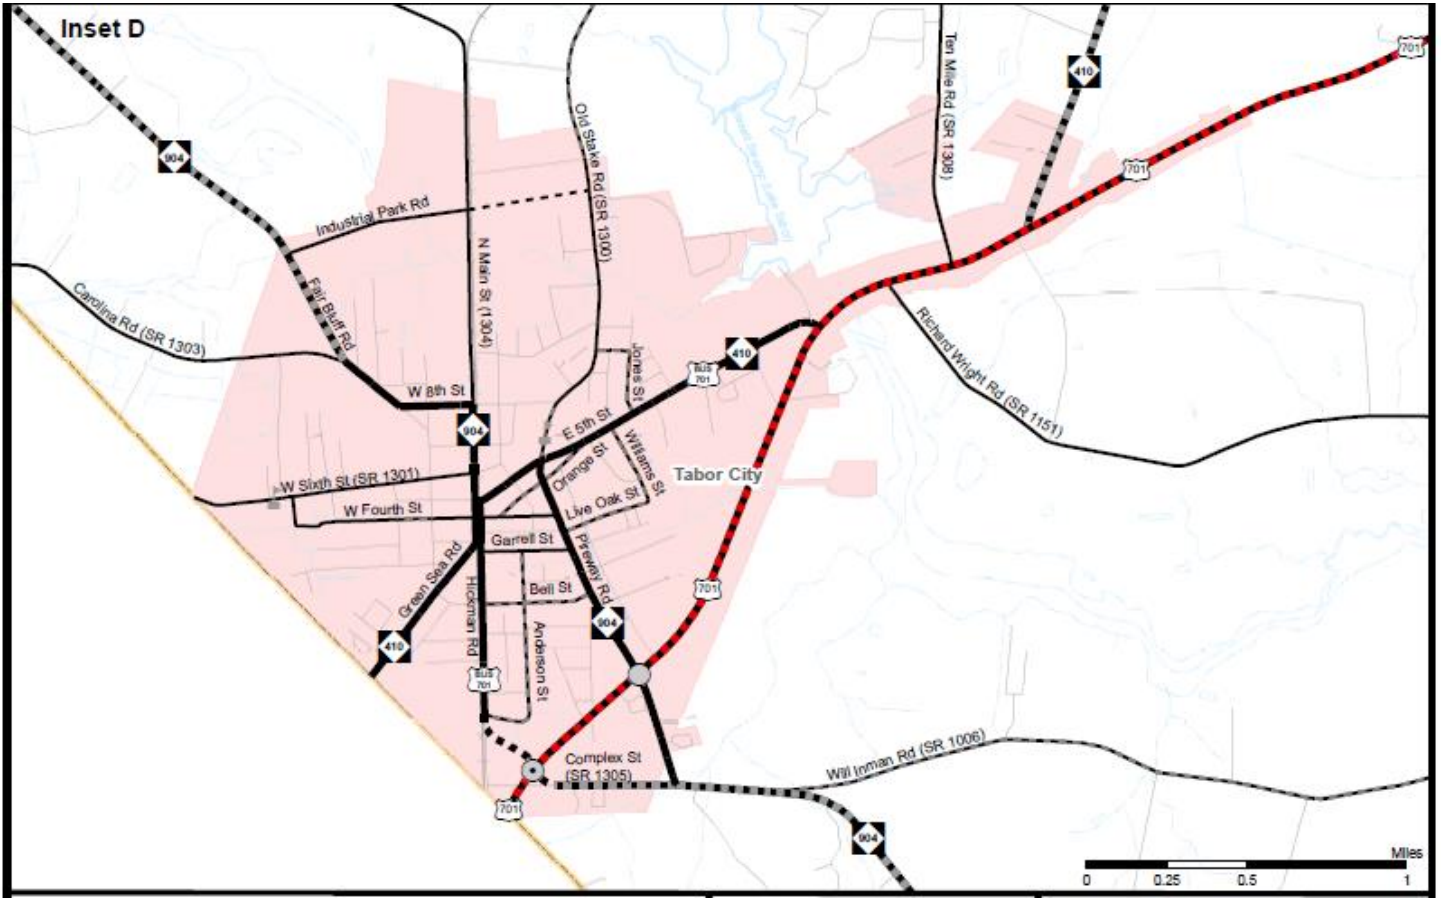 Inset D
701
410
Ten Mile Rd (SR 1308)
904
Old Stake Rd (SR 1300)
701
Industrial Park Rd
N Main St (1304)
Fair Bluff Rd
Carolina Rd (SR 1303)
Richard Wright Rd (SR 1151)
410
BUS
701
Jones St
W 8th St
E 5th St
904
Williams St
Orange St
Tabor City
W Sixth St (SR 1301)
W Fourth St
Live Oak St
Garrell St
Green Sea Rd
Pireway Rd
Bell St
701
Hickman Rd
904
410
Anderson St
BUS
701
Complex St
(SR 1305)
Will Inman Rd (SR 1006)
701
904
Miles
0 0.25 0.5 1